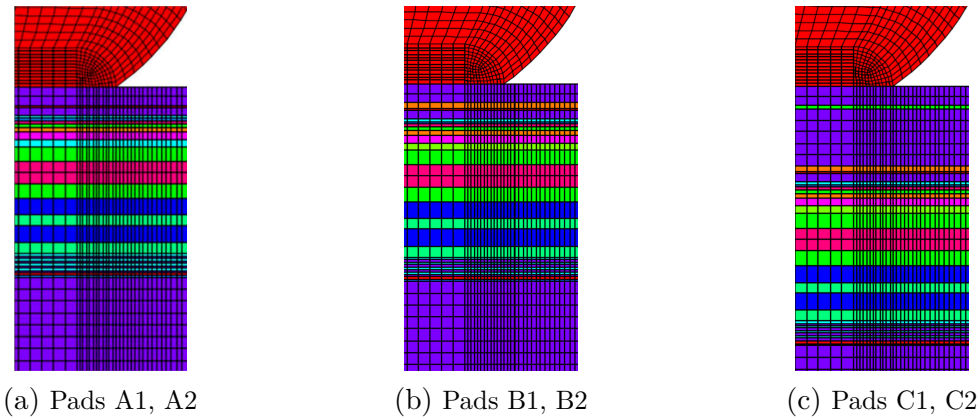 (a) Pads A1, A2
(b) Pads B1, B2
(c) Pads C1, C2